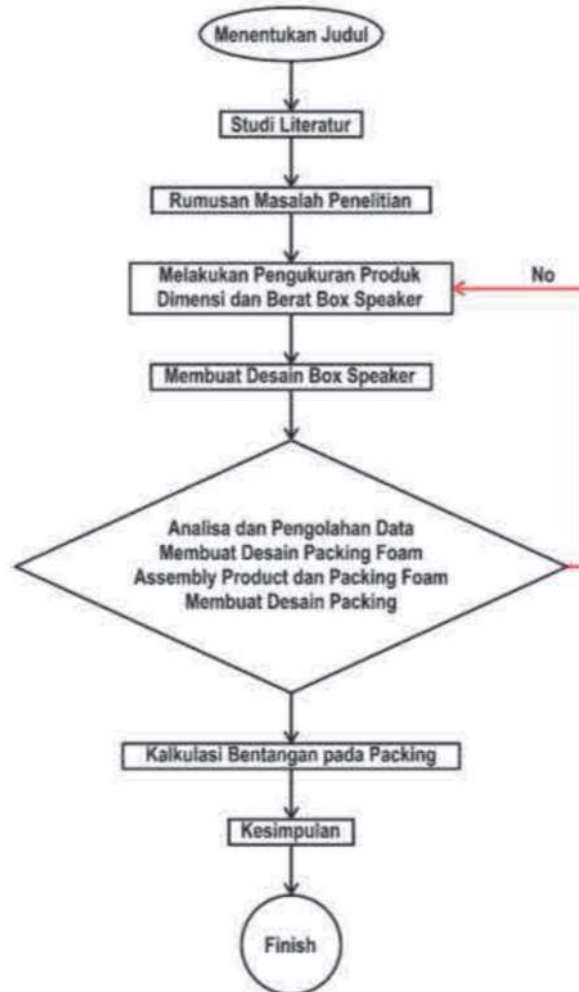 Menentukan Judul
Studi Literatur
Rumusan Masalah Penelitian
Melakukan Pengukuran Produk
Dimensi dan Berat Box Speaker
No
Membuat Desain Box Speaker
Analisa dan Pengolahan Data
Membuat Desain Packing Foam
Assembly Product dan Packing Foam
Membuat Desain Packing
Kalkulasi Bentangan pada Packing
Kesimpulan
Finish